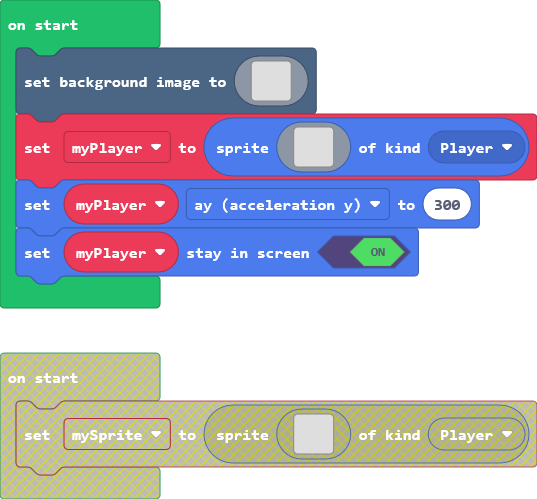 on start
set background image to
set myPlayer to sprite of kind Player
set myPlayer ay (acceleration y) to 300
set myPlayer stay in screen ON
on start
set mySprite to sprite of kind Player